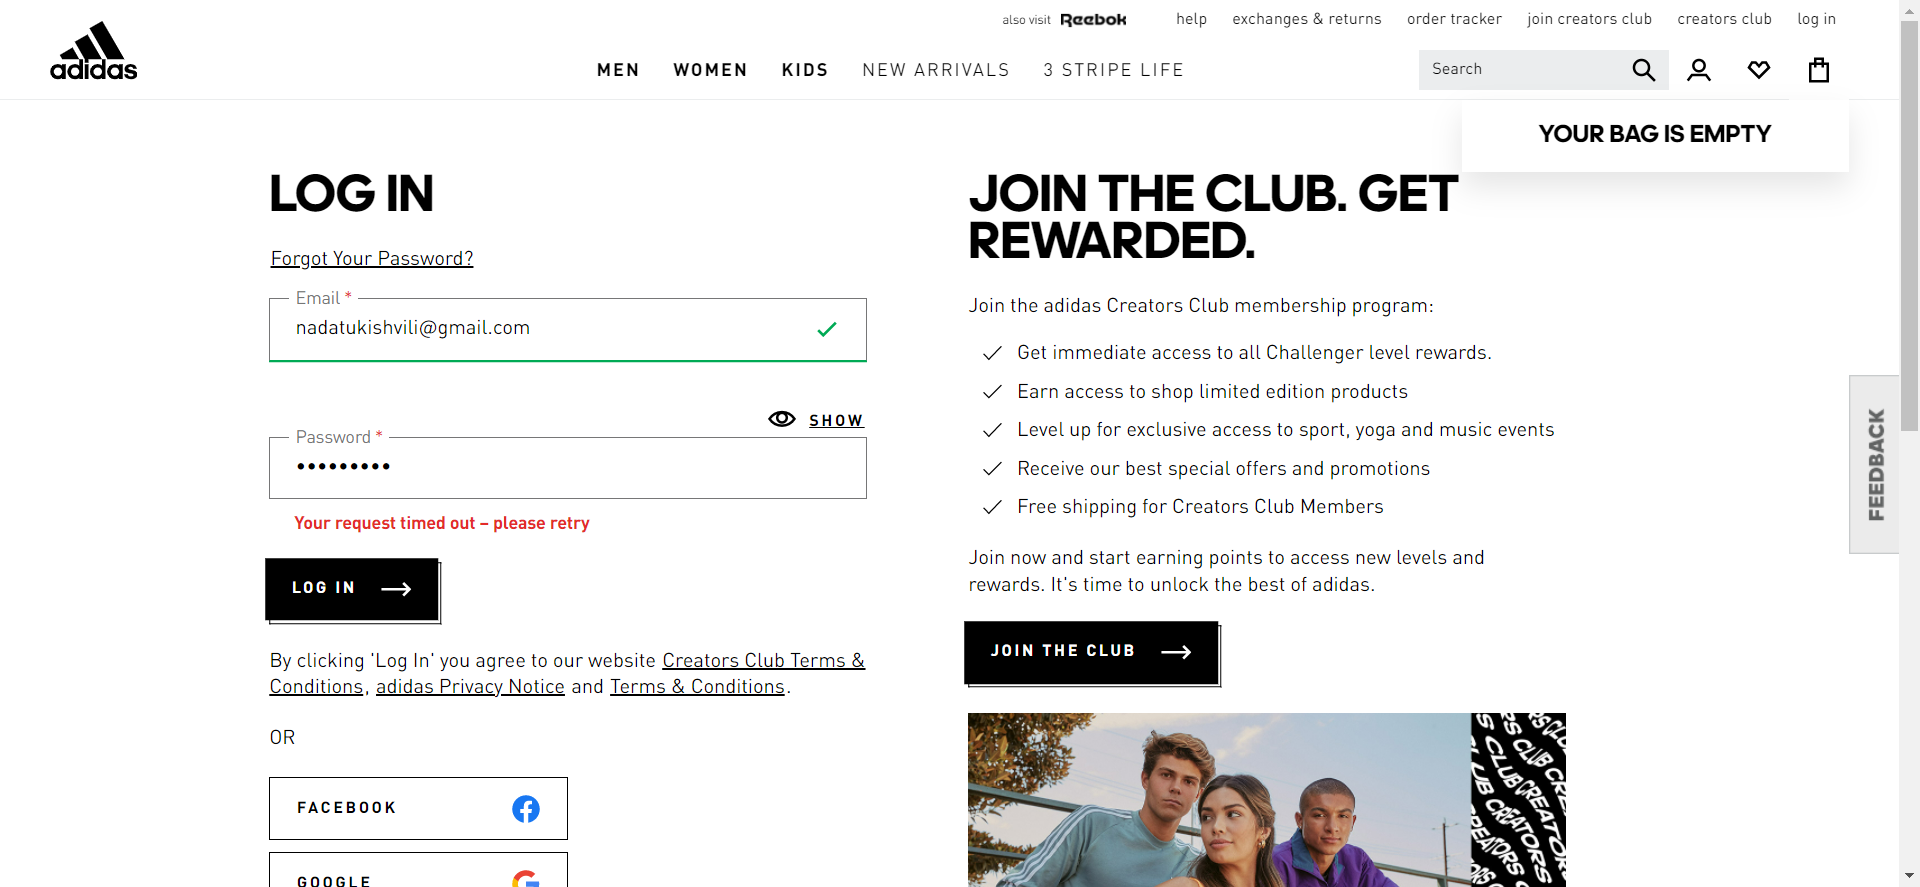 also visit Reebok help exchanges & returns order tracker join creators club creators club log in
adidas
MEN WOMEN KIDS NEW ARRIVALS 3 STRIPE LIFE
Search
YOUR BAG IS EMPTY
LOG IN
Forgot Your Password?
Email *
nadatukishvili@gmail.com
SHOW
Password *
•••••••••
Your request timed out – please retry
LOG IN
By clicking 'Log In' you agree to our website Creators Club Terms &
Conditions, adidas Privacy Notice and Terms & Conditions.
OR
FACEBOOK
GOOGLE
JOIN THE CLUB. GET
REWARDED.
Join the adidas Creators Club membership program:
Get immediate access to all Challenger level rewards.
Earn access to shop limited edition products
Level up for exclusive access to sport, yoga and music events
Receive our best special offers and promotions
Free shipping for Creators Club Members
Join now and start earning points to access new levels and
rewards. It's time to unlock the best of adidas.
JOIN THE CLUB
FEEDBACK